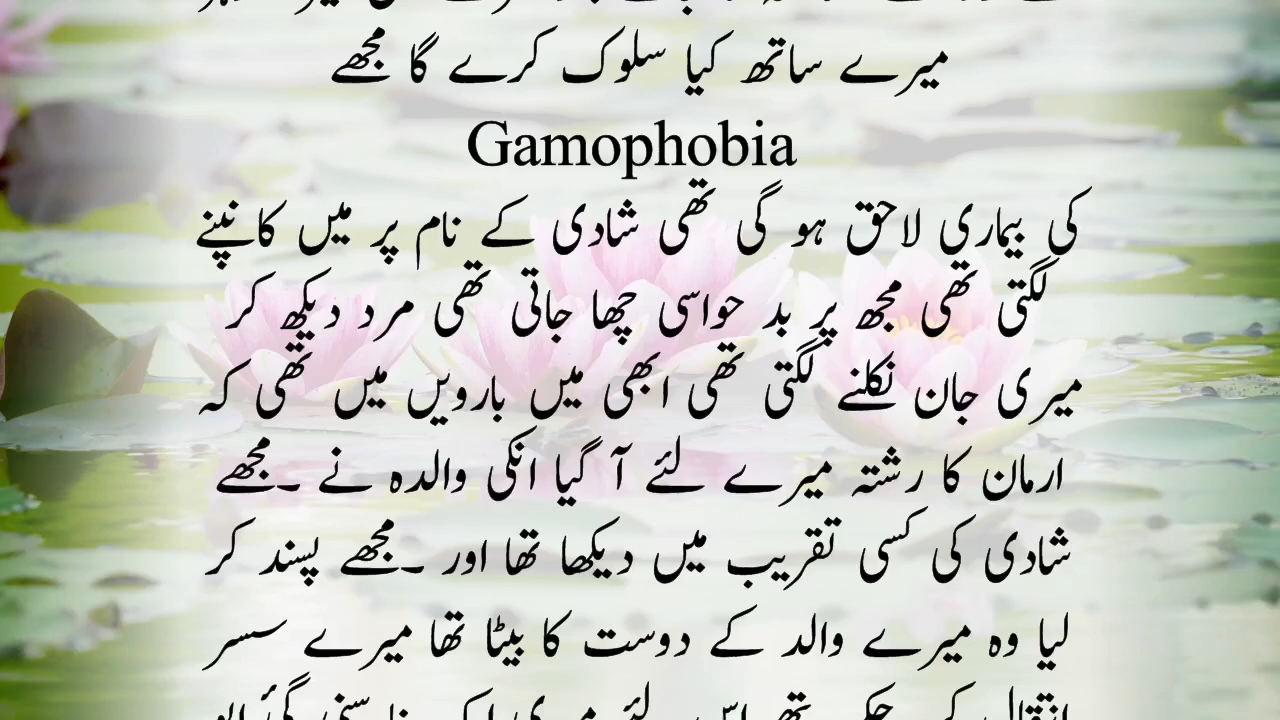 میرے ساتھ کیا سلوک کرے گا مجھے
Gamophobia
کی بیماری لاحق ہو گی تھی شادی کے نام پر میں کانپنے
لگتی تھی مجھ پر بد حواسی چھا جاتی تھی مرد دیکھ کر
میری جان نکلنے لگتی تھی ابھی میں بارویں میں تھی کہ
ارمان کا رشتہ میرے لئے آ گیا انکی والدہ نے ۔مجھے
شادی کی کسی تقریب میں دیکھا تھا اور ۔مجھے پسند کر
لیا وہ میرے والد کے دوست کا بیٹا تھا میرے سسر